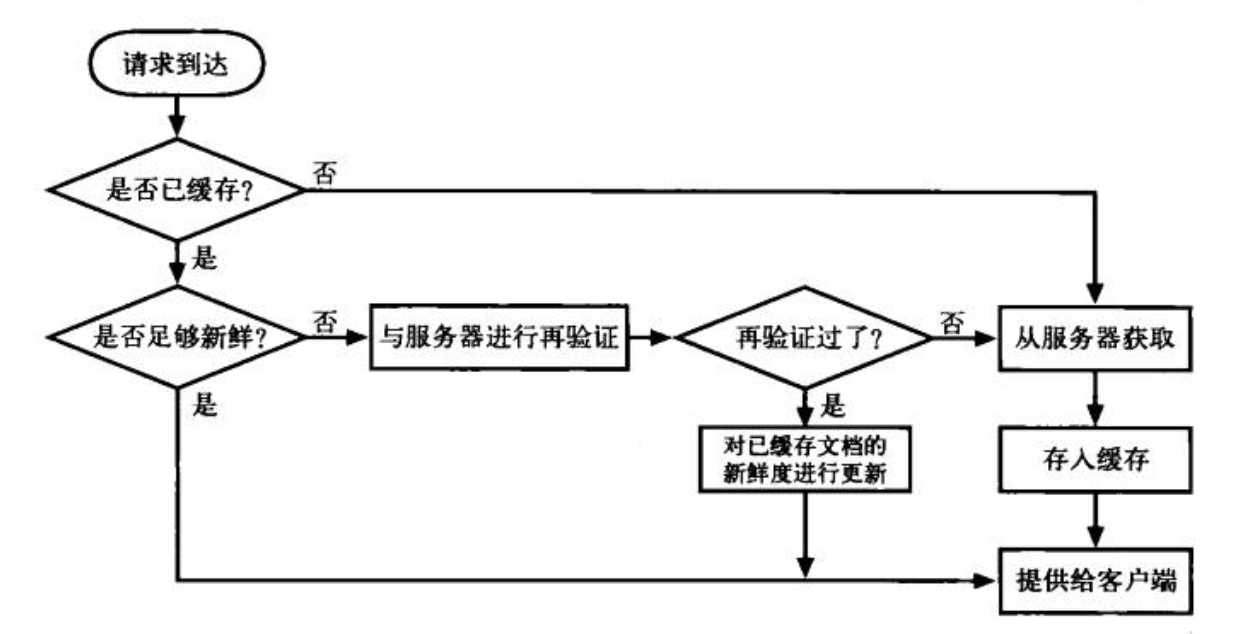 请求到达
是否已缓存？
否
是
是否足够新鲜？
否
与服务器进行再验证
再验证过了？
否
从服务器获取
是
是
对已缓存文档的
新鲜度进行更新
存入缓存
提供给客户端